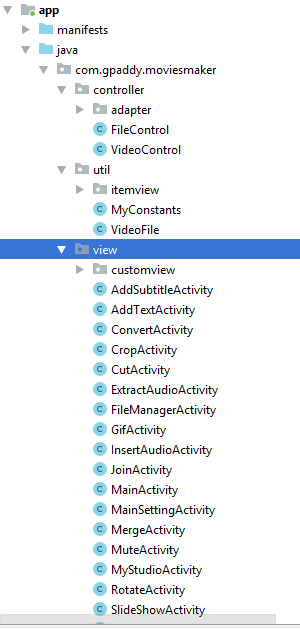 app
manifests
java
com.gpaddy.moviesmaker
controller
adapter
FileControl
VideoControl
util
itemview
MyConstants
VideoFile
view
customview
AddSubtitleActivity
AddTextActivity
ConvertActivity
CropActivity
CutActivity
ExtractAudioActivity
FileManagerActivity
GifActivity
InsertAudioActivity
JoinActivity
MainActivity
MainSettingActivity
MergeActivity
MuteActivity
MyStudioActivity
RotateActivity
SlideShowActivity